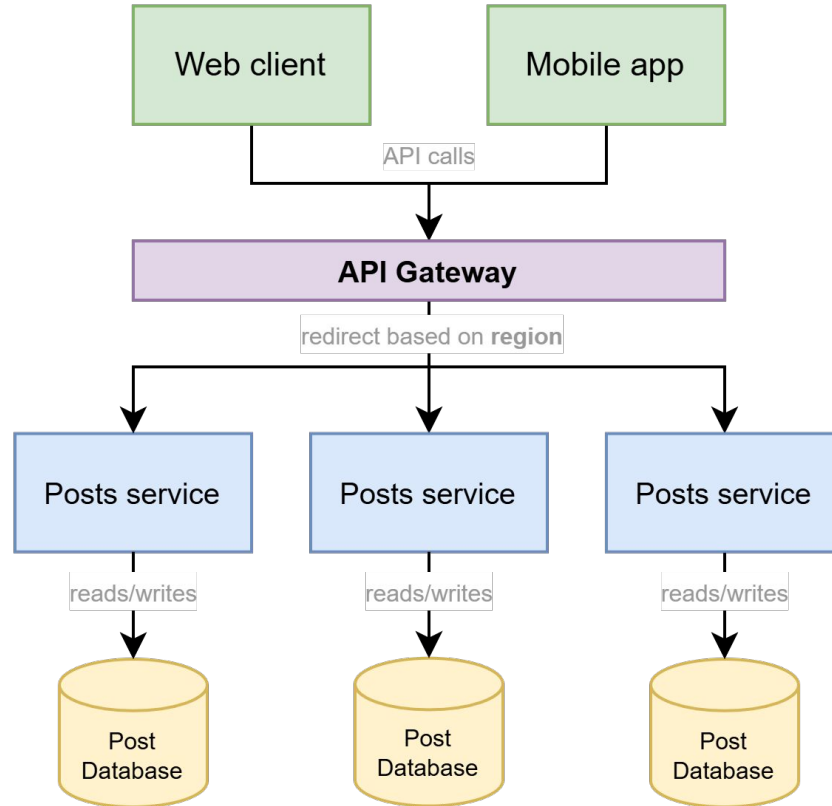 Web client
Mobile app
API calls
API Gateway
redirect based on region
Posts service
Posts service
Posts service
reads/writes
reads/writes
reads/writes
Post
Database
Post
Database
Post
Database